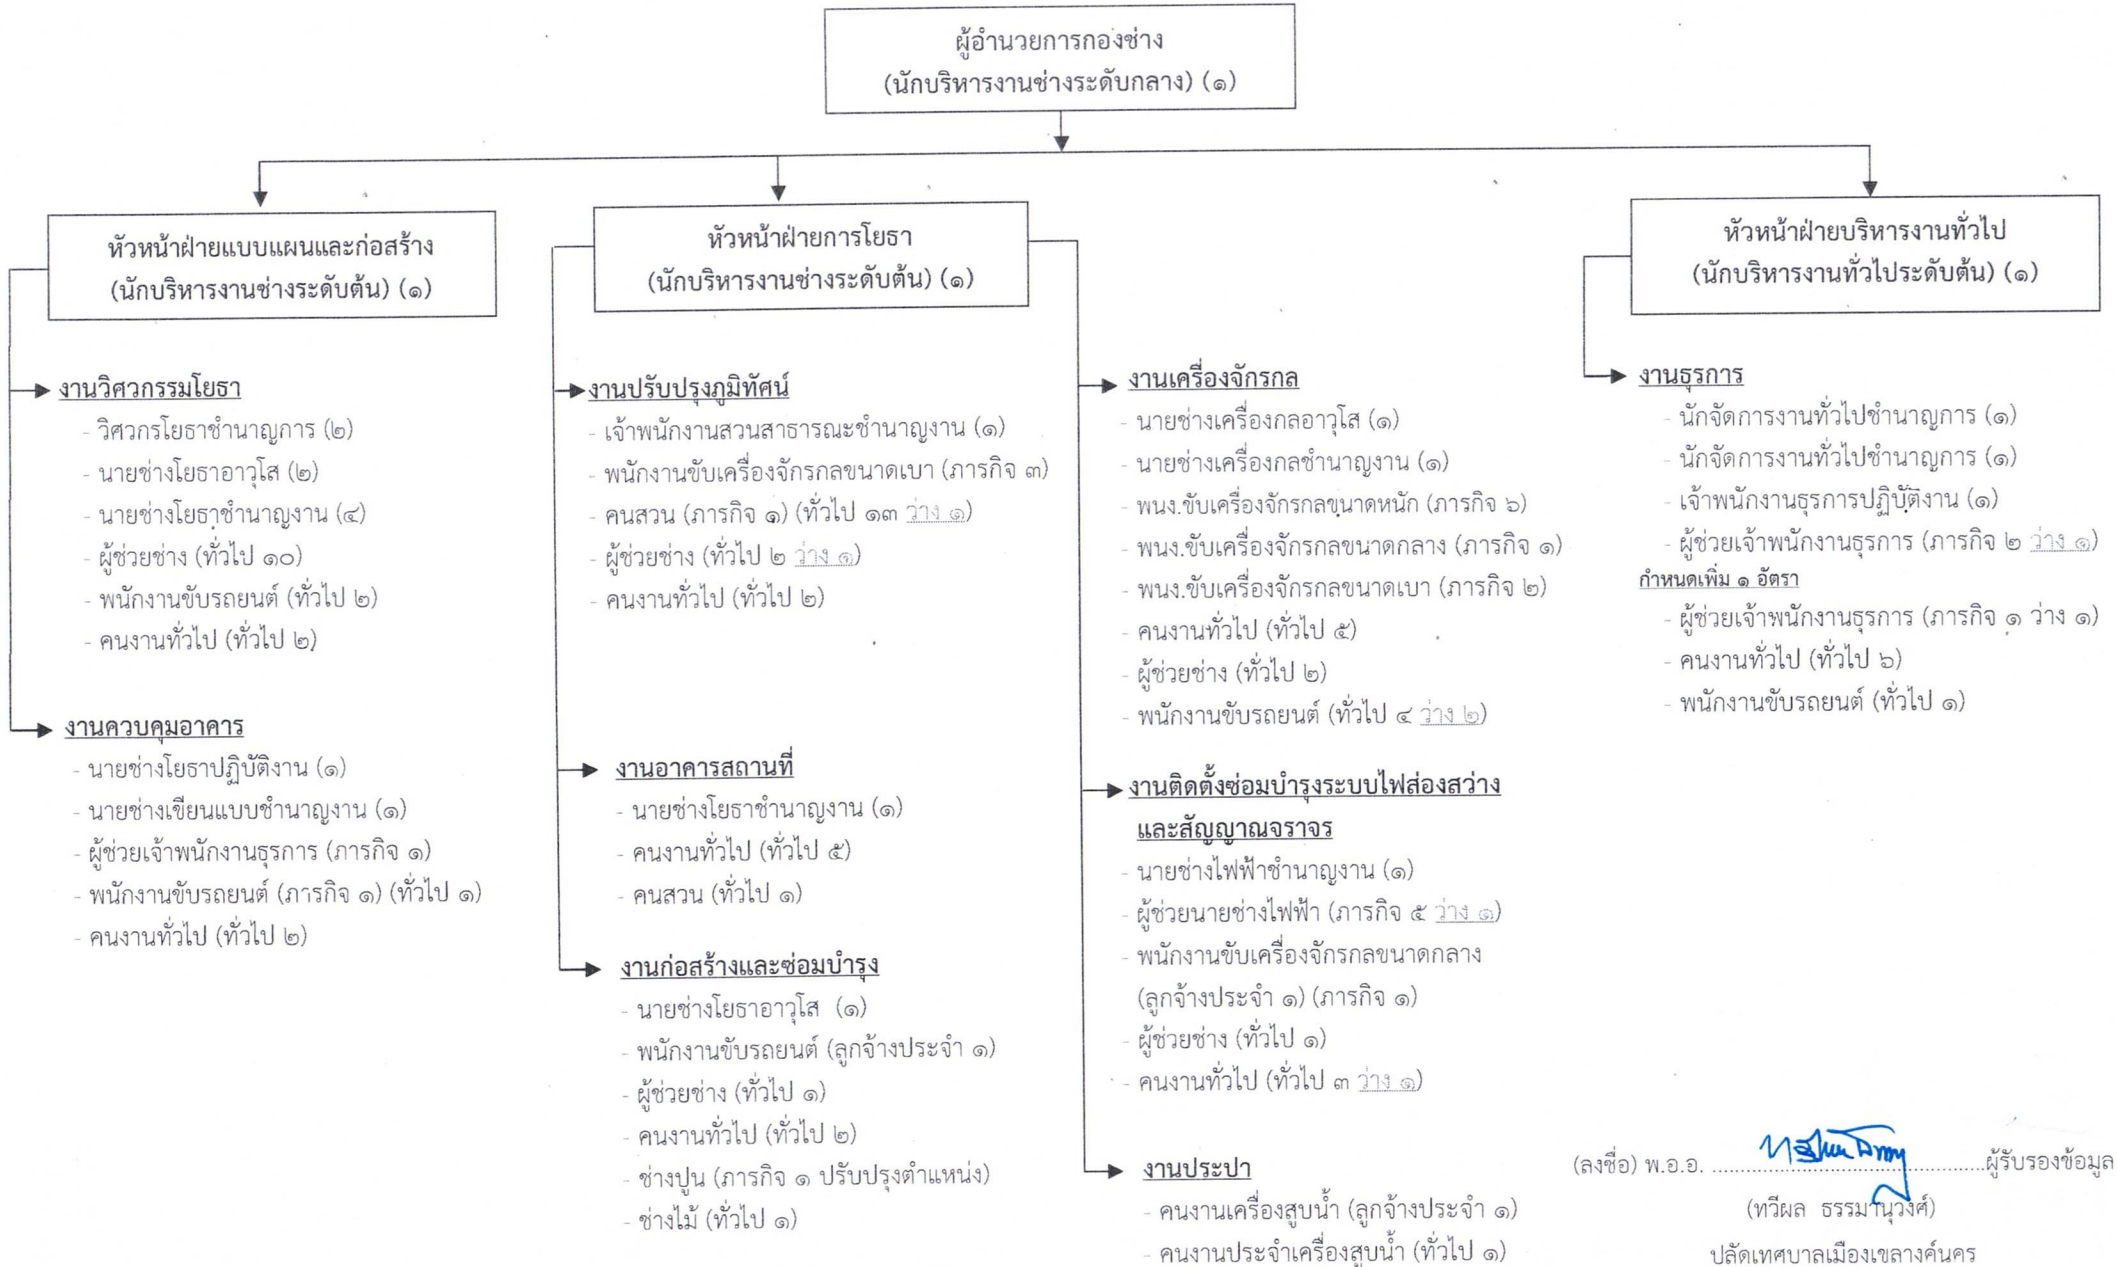 ผู้อำนวยการกองช่าง
(นักบริหารงานช่างระดับกลาง) (๑)
หัวหน้าฝ่ายแบบแผนและก่อสร้าง
(นักบริหารงานช่างระดับต้น) (๑)
งานวิศวกรรมโยธา
- วิศวกรโยธาชำนาญการ (๒)
- นายช่างโยธาอาวุโส (๒)
- นายช่างโยธาชำนาญงาน (๔)
- ผู้ช่วยช่าง (ทั่วไป ๑๐)
- พนักงานขับรถยนต์ (ทั่วไป ๒)
- คนงานทั่วไป (ทั่วไป ๒)
งานควบคุมอาคาร
- นายช่างโยธาปฏิบัติงาน (๑)
- นายช่างเขียนแบบชำนาญงาน (๑)
- ผู้ช่วยเจ้าพนักงานธุรการ (ภารกิจ ๑)
- พนักงานขับรถยนต์ (ภารกิจ ๑) (ทั่วไป ๑)
- คนงานทั่วไป (ทั่วไป ๒)
หัวหน้าฝ่ายการโยธา
(นักบริหารงานช่างระดับต้น) (๑)
งานปรับปรุงภูมิทัศน์
- เจ้าพนักงานสวนสาธารณะชำนาญงาน (๑)
- พนักงานขับเครื่องจักรกลขนาดเบา (ภารกิจ ๓)
- คนสวน (ภารกิจ ๑) (ทั่วไป ๑๓ ว่าง ๑)
- ผู้ช่วยช่าง (ทั่วไป ๒ ว่าง ๑)
- คนงานทั่วไป (ทั่วไป ๒)
งานอาคารสถานที่
- นายช่างโยธาชำนาญงาน (๑)
- คนงานทั่วไป (ทั่วไป ๕)
- คนสวน (ทั่วไป ๑)
งานก่อสร้างและซ่อมบำรุง
- นายช่างโยธาอาวุโส (๑)
- พนักงานขับรถยนต์ (ลูกจ้างประจำ ๑)
- ผู้ช่วยช่าง (ทั่วไป ๑)
- คนงานทั่วไป (ทั่วไป ๒)
- ช่างปูน (ภารกิจ ๑ ปรับปรุงตำแหน่ง)
- ช่างไม้ (ทั่วไป ๑)
งานเครื่องจักรกล
- นายช่างเครื่องกลอาวุโส (๑)
- นายช่างเครื่องกลชำนาญงาน (๑)
- พนง.ขับเครื่องจักรกลขนาดหนัก (ภารกิจ ๖)
- พนง.ขับเครื่องจักรกลขนาดกลาง (ภารกิจ ๑)
- พนง.ขับเครื่องจักรกลขนาดเบา (ภารกิจ ๒)
- คนงานทั่วไป (ทั่วไป ๕)
- ผู้ช่วยช่าง (ทั่วไป ๒)
- พนักงานขับรถยนต์ (ทั่วไป ๔ ว่าง ๒)
งานติดตั้งซ่อมบำรุงระบบไฟส่องสว่าง
และสัญญาณจราจร
- นายช่างไฟฟ้าชำนาญงาน (๑)
- ผู้ช่วยนายช่างไฟฟ้า (ภารกิจ ๕ ว่าง ๑)
- พนักงานขับเครื่องจักรกลขนาดกลาง
(ลูกจ้างประจำ ๑) (ภารกิจ ๑)
- ผู้ช่วยช่าง (ทั่วไป ๑)
- คนงานทั่วไป (ทั่วไป ๓ ว่าง ๑)
งานประปา
- คนงานเครื่องสูบน้ำ (ลูกจ้างประจำ ๑)
- คนงานประจำเครื่องสูบน้ำ (ทั่วไป ๑)
หัวหน้าฝ่ายบริหารงานทั่วไป
(นักบริหารงานทั่วไประดับต้น) (๑)
งานธุรการ
- นักจัดการงานทั่วไปชำนาญการ (๑)
- นักจัดการงานทั่วไปชำนาญการ (๑)
- เจ้าพนักงานธุรการปฏิบัติงาน (๑)
- ผู้ช่วยเจ้าพนักงานธุรการ (ภารกิจ ๒ ว่าง ๑)
กำหนดเพิ่ม ๑ อัตรา
- ผู้ช่วยเจ้าพนักงานธุรการ (ภารกิจ ๑ ว่าง ๑)
- คนงานทั่วไป (ทั่วไป ๖)
- พนักงานขับรถยนต์ (ทั่วไป ๑)
(ลงชื่อ) พ.อ.อ. ........................................ผู้รับรองข้อมูล
(ทวีผล ธรรมานุวงศ์)
ปลัดเทศบาลเมืองเขลางค์นคร